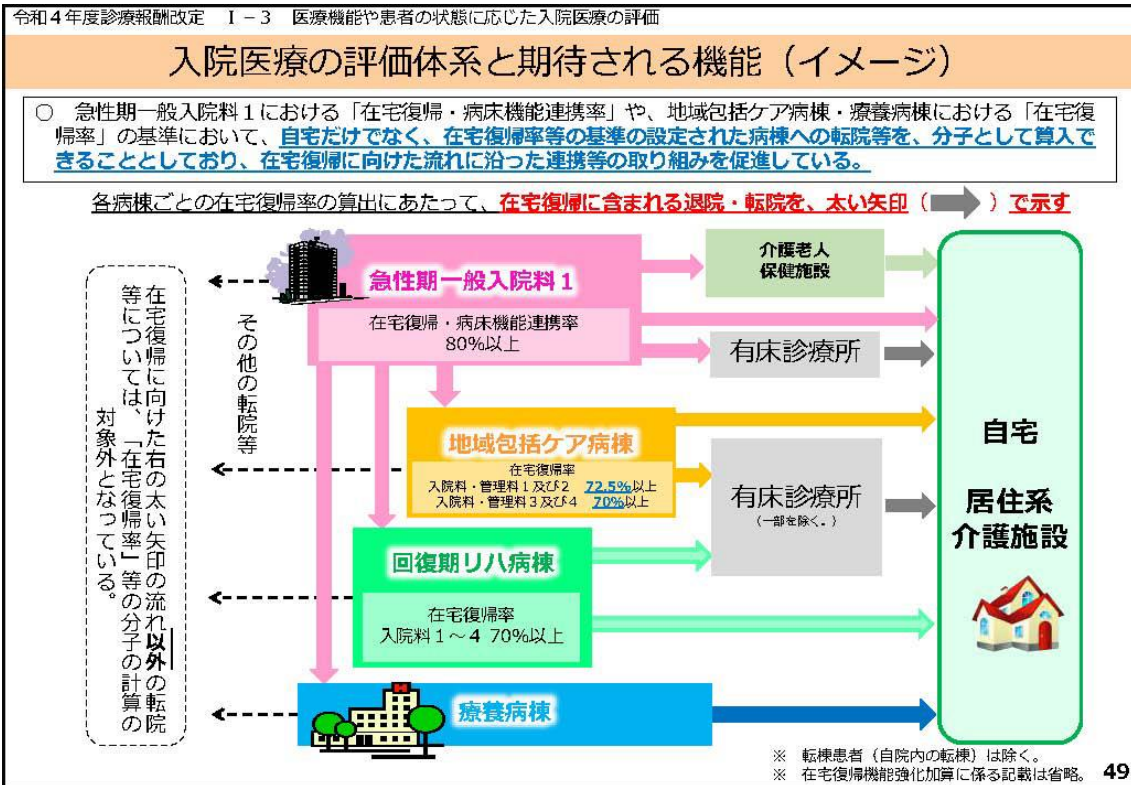 令和4年度診療報酬改定 Ⅰ-3 医療機能や患者の状態に応じた入院医療の評価
入院医療の評価体系と期待される機能（イメージ）
○ 急性期一般入院料1における「在宅復帰・病床機能連携率」や、地域包括ケア病棟・療養病棟における「在宅復
帰率」の基準において、自宅だけでなく、在宅復帰率等の基準の設定された病棟への転院等を、分子として算入で
きることとしており、在宅復帰に向けた流れに沿った連携等の取り組みを促進している。
各病棟ごとの在宅復帰率の算出にあたって、在宅復帰に含まれる退院・転院を、太い矢印（ ）で示す
在宅復帰に向けた右の太い矢印の流れ以外の転院
等については、「在宅復帰率」等の分子の計算の
対象外となっている。
その他の転院等
急性期一般入院料1
在宅復帰・病床機能連携率
80%以上
介護老人
保健施設
有床診療所
地域包括ケア病棟
在宅復帰率
入院料・管理料1及び2 72.5%以上
入院料・管理料3及び4 70%以上
有床診療所
（一部を除く。）
回復期リハ病棟
在宅復帰率
入院料1～4 70%以上
療養病棟
H
自宅
居住系
介護施設
※ 転棟患者（自院内の転棟）は除く。
※ 在宅復帰機能強化加算に係る記載は省略。
49